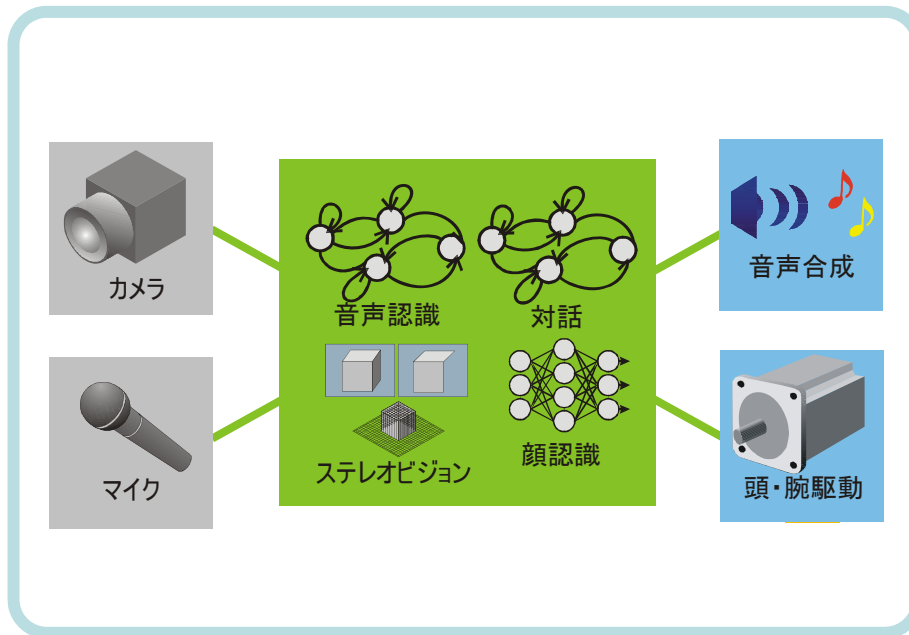 カメラ
マイク
音声認識
対話
ステレオビジョン
顔認識
音声合成
頭・腕駆動